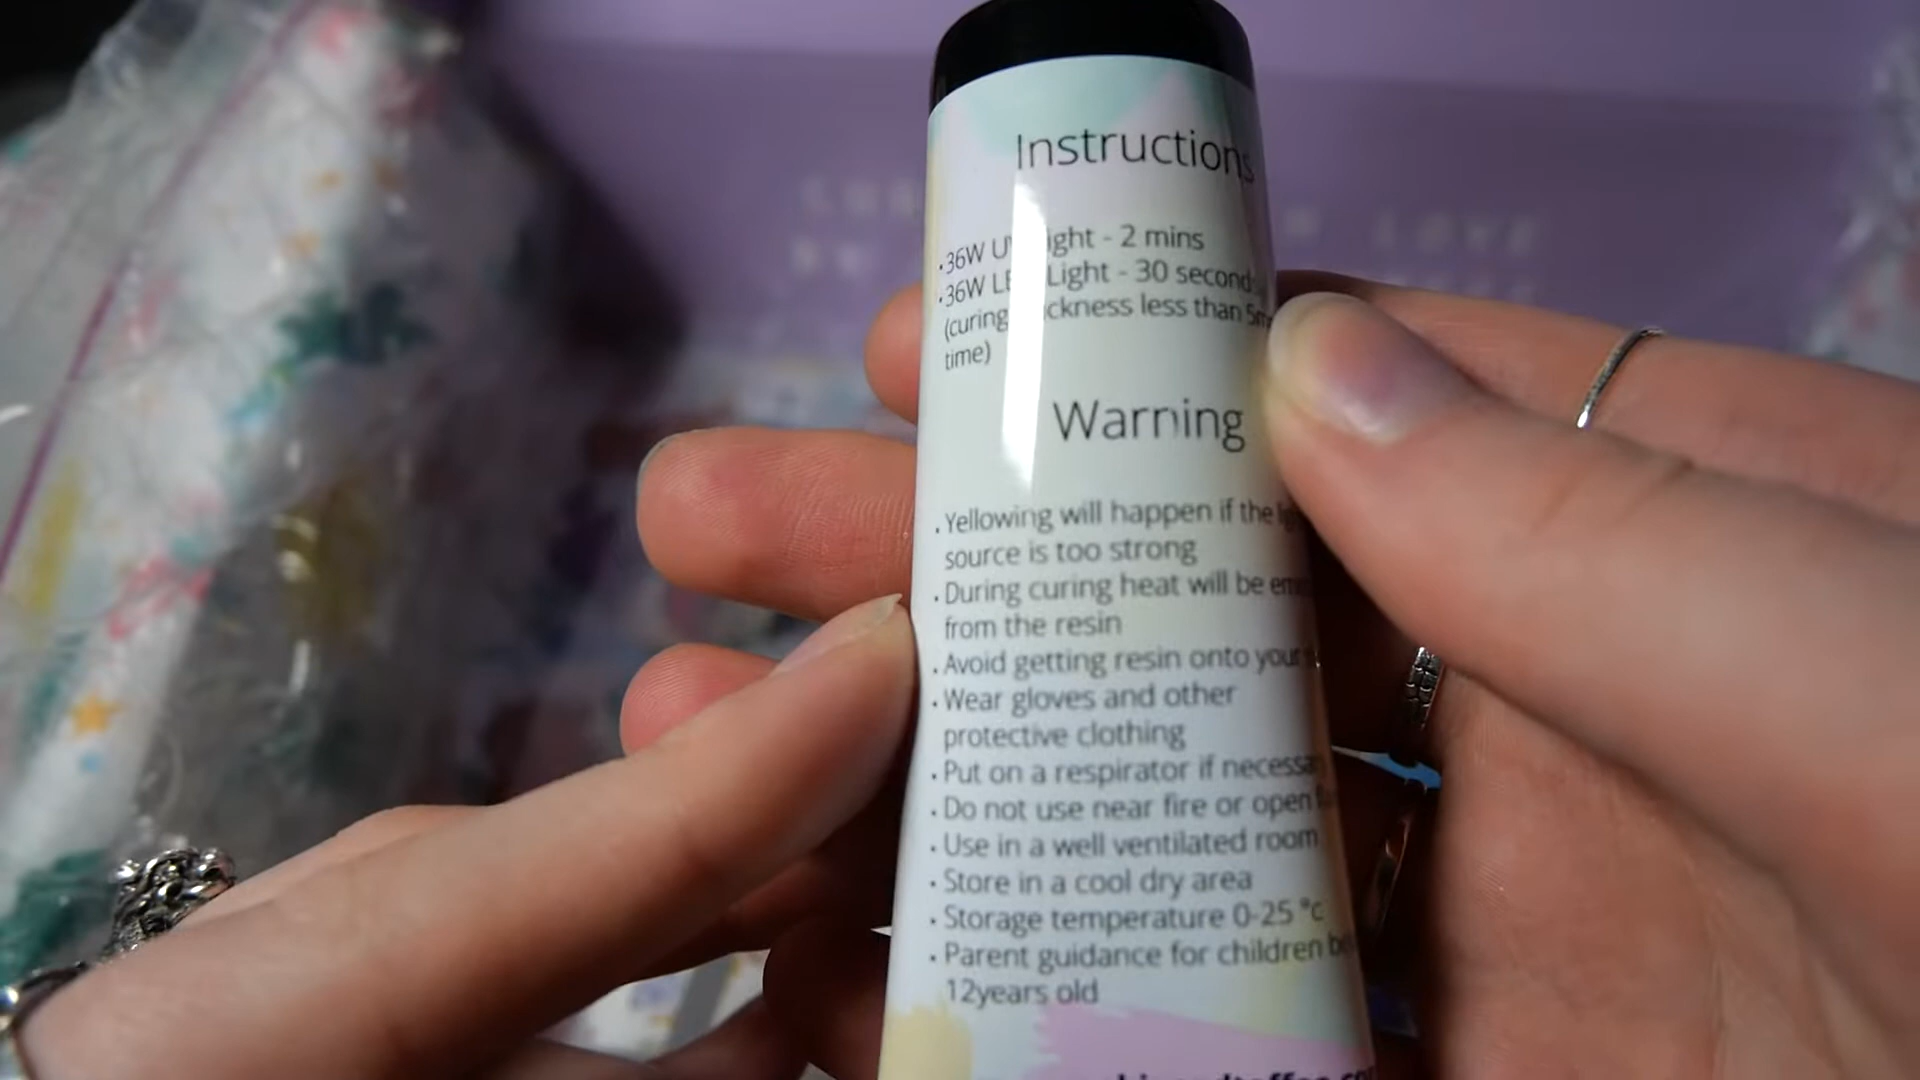 Instructions
· 36W UV Light - 2 mins
· 36W LED Light - 30 seconds
(curing thickness less than
time)
Warning
· Yellowing will happen if the
source is too strong
· During curing heat will be
from the resin
· Avoid getting resin onto your
· Wear gloves and other
protective clothing
· Put on a respirator if necessary
· Do not use near fire or open
· Use in a well ventilated room
· Store in a cool dry area
· Storage temperature 0-25 °c
· Parent guidance for children
12years old